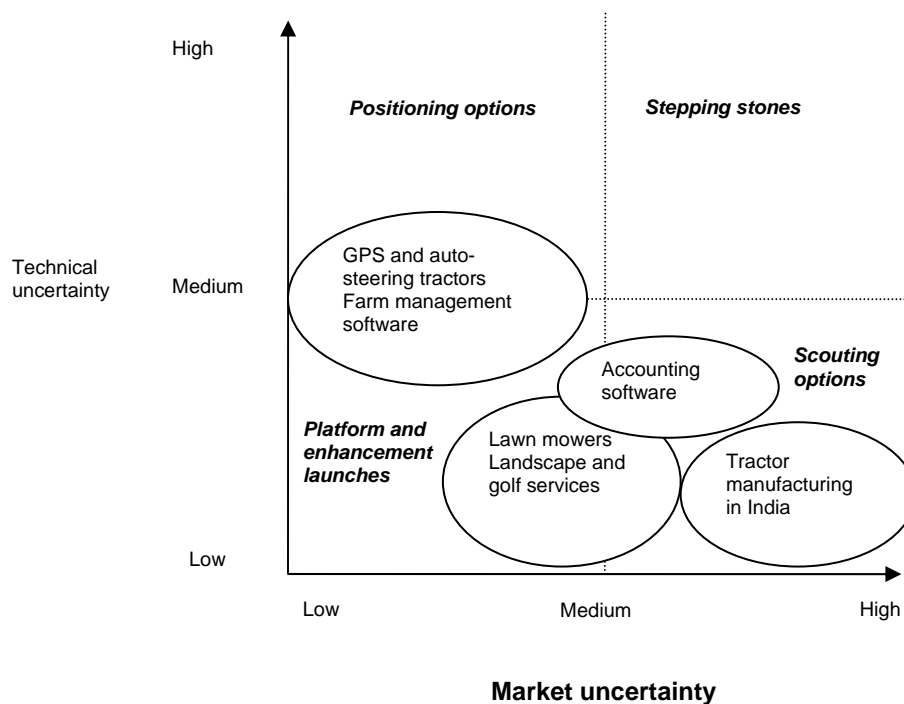 High
Positioning options
Stepping stones
GPS and auto-
steering tractors
Farm management
software
Technical
uncertainty
Medium
Accounting
software
Scouting
options
Platform and
enhancement
launches
Lawn mowers
Landscape and
golf services
Tractor
manufacturing
in India
Low
Low
Medium
High
Market uncertainty